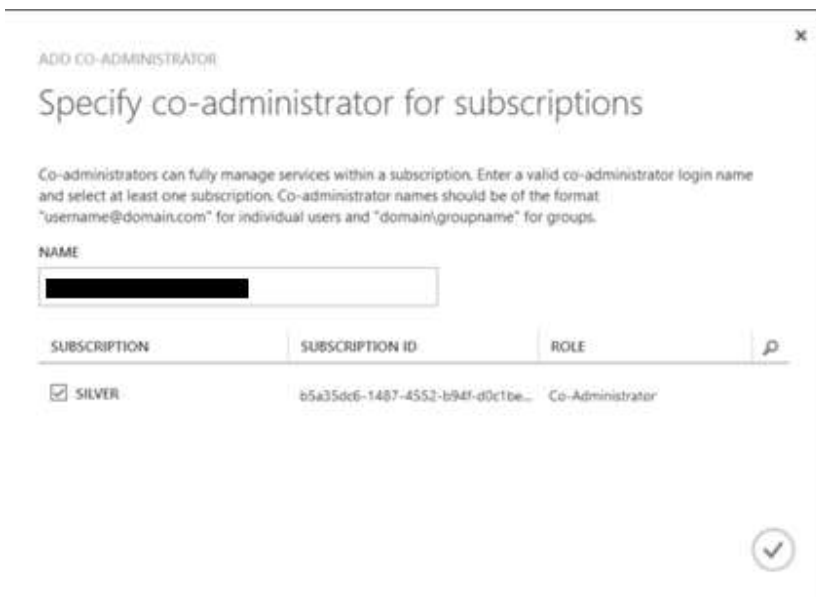 ADD CO-ADMINISTRATOR
Specify co-administrator for subscriptions
Co-administrators can fully manage services within a subscription. Enter a valid co-administrator login name
and select at least one subscription. Co-administrator names should be of the format
"username@domain.com" for individual users and "domain\groupname" for groups.
NAME
SUBSCRIPTION SUBSCRIPTION ID ROLE
SILVER b5a35dc6-1487-4552-b94f-d0c1be... Co-Administrator